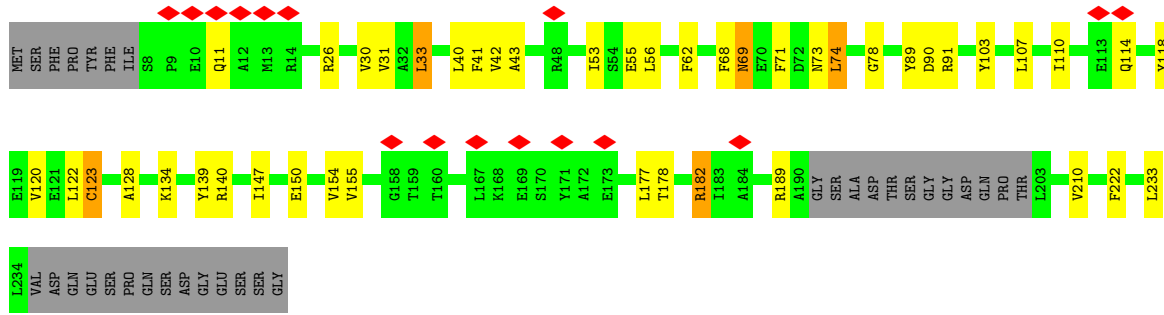 MET SER PHE PRO TYR PHE ILE S8 P9 E10 Q11 A12 M13 R14 R26 V30 V31 A32 L33 L40 F41 V42 A43 R48 I53 S54 E55 L56 F62 F68 N69 E70 F71 D72 N73 L74 G78 Y89 D90 R91 Y103 L107 I110 E113 Q114 Y118
E119 V120 E121 L122 C123 A128 K134 Y139 R140 I147 E150 V154 V155 G158 T159 T160 L167 K168 E169 S170 Y171 A172 E173 L177 T178 R182 I183 A184 R189 A190 GLY SER ALA ASP THR SER GLY GLY ASP GLN PRO THR L203 V210 F222 L233
L234 VAL ASP GLN GLU SER PRO GLN SER ASP GLY GLU SER SER GLY